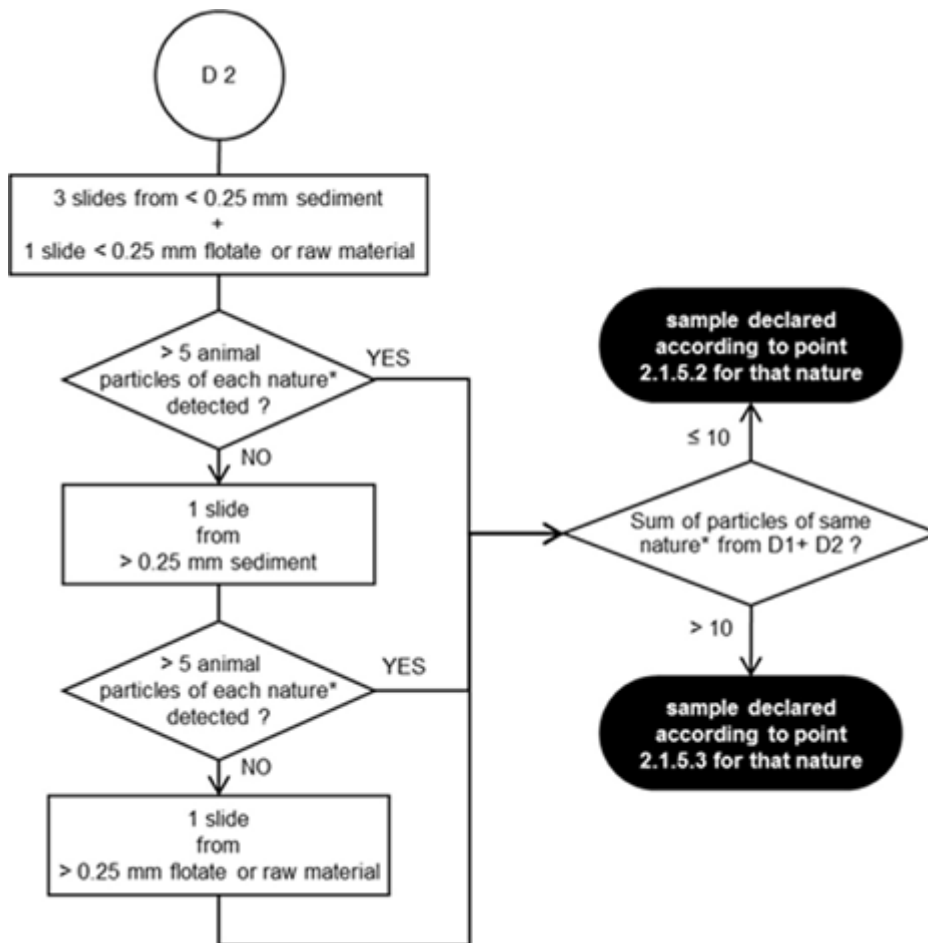 D 2
3 slides from < 0.25 mm sediment
+
1 slide < 0.25 mm flotate or raw material
> 5 animal
particles of each nature*
detected ?
YES
NO
1 slide
from
> 0.25 mm sediment
> 5 animal
particles of each nature*
detected ?
YES
NO
1 slide
from
> 0.25 mm flotate or raw material
sample declared
according to point
2.1.5.2 for that nature
≤ 10
Sum of particles of same
nature* from D1+ D2 ?
> 10
sample declared
according to point
2.1.5.3 for that nature